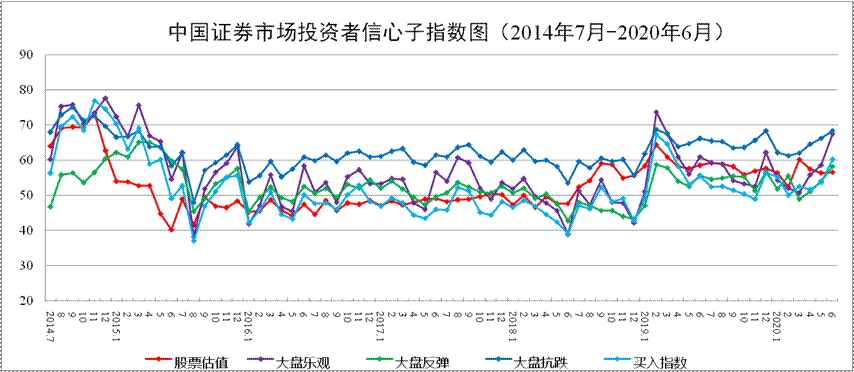 中国证券市场投资者信心子指数图（2014年7月-2020年6月）
90
80
70
60
50
40
30
20
2014.7 8 9 10 11 12 2015.1 2 3 4 5 6 7 8 9 10 11 12 2016.1 2 3 4 5 6 7 8 9 10 11 12 2017.1 2 3 4 5 6 7 8 9 10 11 12 2018.1 2 3 4 5 6 7 8 9 10 11 12 2019.1 2 3 4 5 6 7 8 9 10 11 12 2020.1 2 3 4 5 6
股票估值 大盘乐观 大盘反弹 大盘抗跌 买入指数